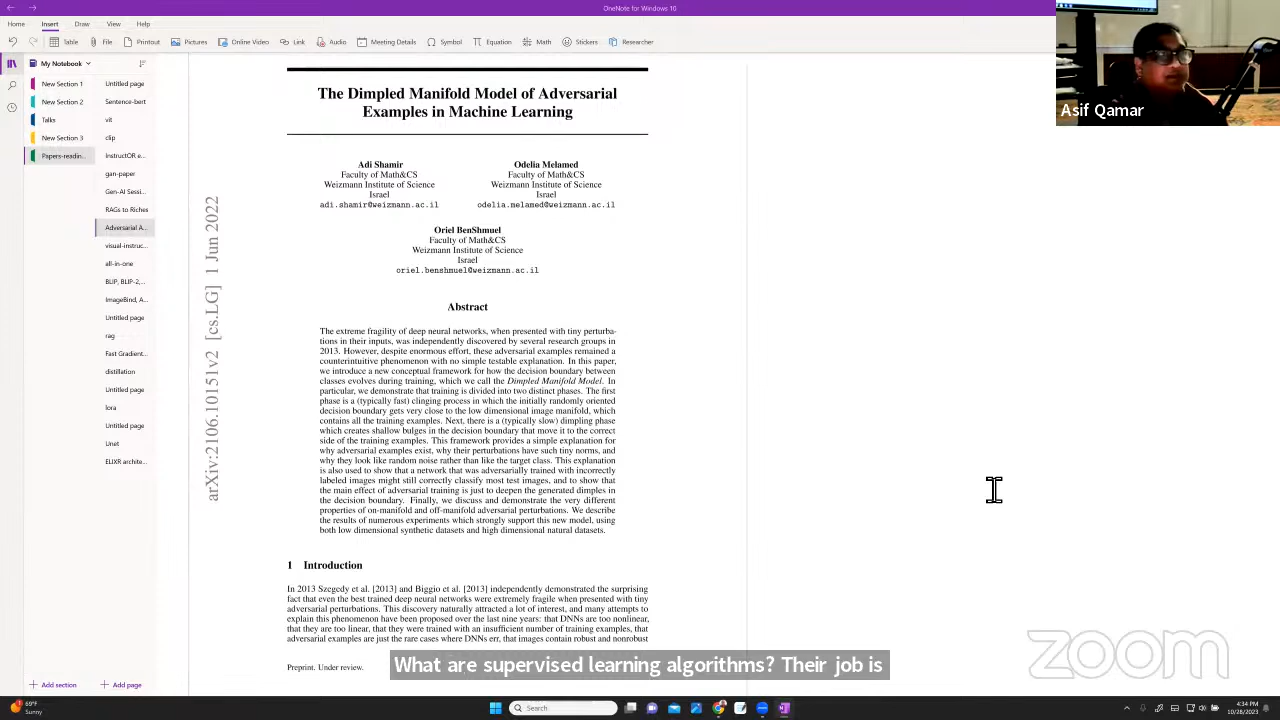 OneNote for Windows 10
Home Insert Draw View
Table File Printout Pictures Online Video Link Audio Meeting Details Symbol Equation Math Stickers Researcher
My Notebook
New Section 1
New Section 2
Talks
New Section 3
Papers-readin...
Untitled page
Sentence-bert
vit
clip
InstructOR e...
gan-paper
Gen-AI Sessi...
RAGs to Riches
Adversarial A...
visual-instruc...
all-in-one
BLIP, BLIP-2,...
ImageBind, A...
Untitled page
rag
Fast Gradient...
distillation
Untitled page
lora
Untitled page
Unet
ELIXR archite...
Add section
Add page
arXiv:2106.10151v2 [cs.LG] 1 Jun 2022
The Dimpled Manifold Model of Adversarial
Examples in Machine Learning
Adi Shamir
Faculty of Math&CS
Weizmann Institute of Science
Israel
adi.shamir@weizmann.ac.il
Odelia Melamed
Faculty of Math&CS
Weizmann Institute of Science
Israel
odelia.melamed@weizmann.ac.il
Oriel BenShmuel
Faculty of Math&CS
Weizmann Institute of Science
Israel
oriel.benshmuel@weizmann.ac.il
Abstract
The extreme fragility of deep neural networks, when presented with tiny perturba-
tions in their inputs, was independently discovered by several research groups in
2013. However, despite enormous effort, these adversarial examples remained a
counterintuitive phenomenon with no simple testable explanation. In this paper,
we introduce a new conceptual framework for how the decision boundary between
classes evolves during training, which we call the Dimpled Manifold Model. In
particular, we demonstrate that training is divided into two distinct phases. The first
phase is a (typically fast) clinging process in which the initially randomly oriented
decision boundary gets very close to the low dimensional image manifold, which
contains all the training examples. Next, there is a (typically slow) dimpling phase
which creates shallow bulges in the decision boundary that move it to the correct
side of the training examples. This framework provides a simple explanation for
why adversarial examples exist, why their perturbations have such tiny norms, and
why they look like random noise rather than like the target class. This explanation
is also used to show that a network that was adversarially trained with incorrectly
labeled images might still correctly classify most test images, and to show that
the main effect of adversarial training is just to deepen the generated dimples in
the decision boundary. Finally, we discuss and demonstrate the very different
properties of on-manifold and off-manifold adversarial perturbations. We describe
the results of numerous experiments which strongly support this new model, using
both low dimensional synthetic datasets and high dimensional natural datasets.
1 Introduction
In 2013 Szegedy et al. [2013] and Biggio et al. [2013] independently demonstrated the surprising
fact that even the best trained deep neural networks were extremely fragile when presented with tiny
adversarial perturbations. This discovery naturally attracted a lot of interest, and many attempts to
explain this phenomenon have been proposed over the last nine years: that DNNs are too nonlinear,
that they are too linear, that they were trained with an insufficient number of training examples, that
adversarial examples are just the rare cases where DNNs err, that images contain robust and nonrobust
Preprint. Under review.
What are supervised learning algorithms? Their job is
Asif Qamar
zoom
69°F
Sunny
Search
4:34 PM
10/28/2023